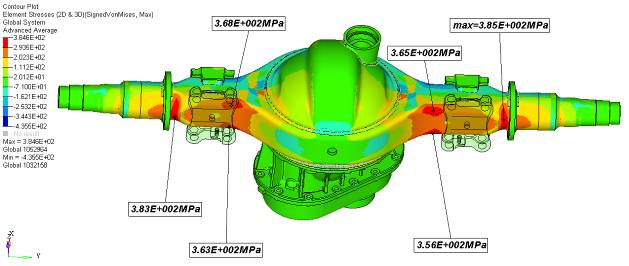 Contour Plot
Element Stresses (2D & 3D)(SignedVonMises, Max)
Global System
Advanced Average
3.846E+02
2.935E+02
2.023E+02
1.112E+02
2.012E+01
-7.100E+01
-1.621E+02
-2.532E+02
-3.443E+02
-4.355E+02
No result
Max = 3.846E+02
Global 1052964
Min = -4.355E+02
Global 1032158
3.68E+002MPa
3.65E+002MPa
max=3.85E+002MPa
3.83E+002MPa
3.63E+002MPa
3.56E+002MPa
X
Y